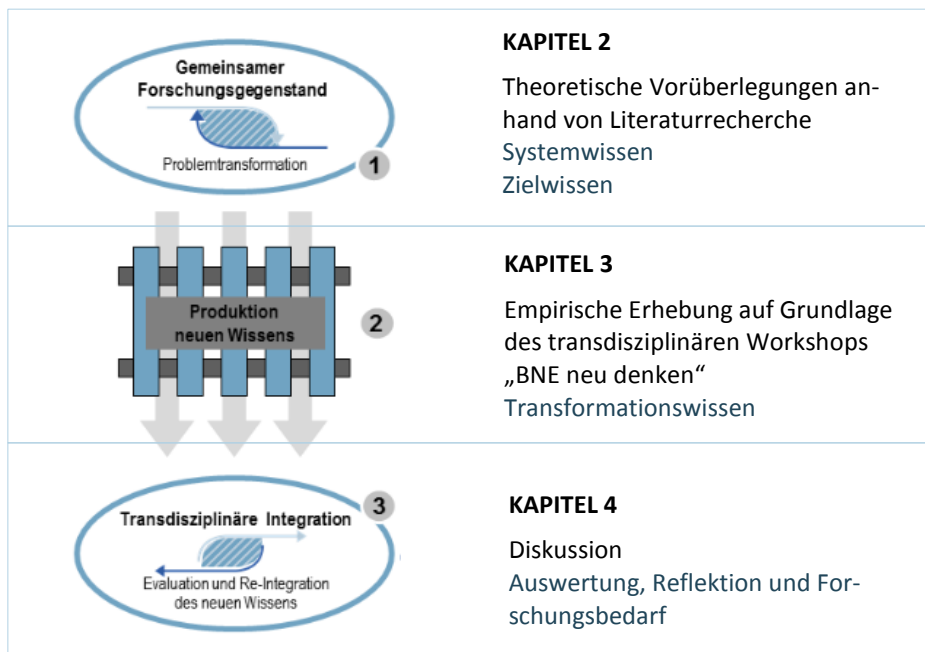 Gemeinsamer
Forschungsgegenstand
Problemtransformation
1
KAPITEL 2
Theoretische Vorüberlegungen an-
hand von Literaturrecherche
Systemwissen
Zielwissen
Produktion
neuen Wissens
2
KAPITEL 3
Empirische Erhebung auf Grundlage
des transdisziplinären Workshops
„BNE neu denken“
Transformationswissen
3
Transdisziplinäre Integration
Evaluation und Re-Integration
des neuen Wissens
KAPITEL 4
Diskussion
Auswertung, Reflektion und For-
schungsbedarf